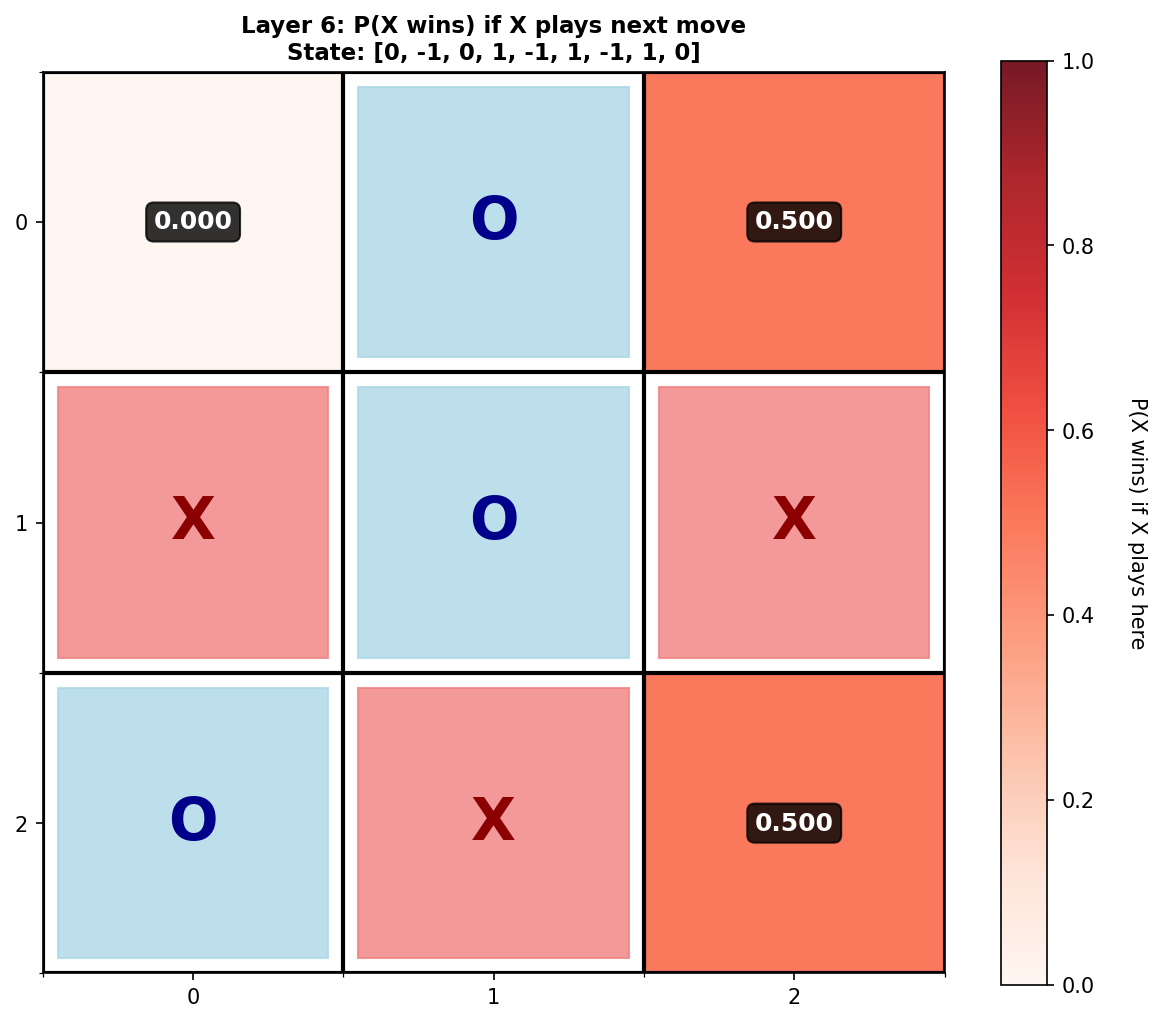 Layer 6: P(X wins) if X plays next move
State: [0, -1, 0, 1, -1, 1, -1, 1, 0]
0
0.000
O
0.500
1
X
O
X
2
O
X
0.500
0
1
2
1.0
0.8
0.6
0.4
0.2
0.0
P(X wins) if X plays here